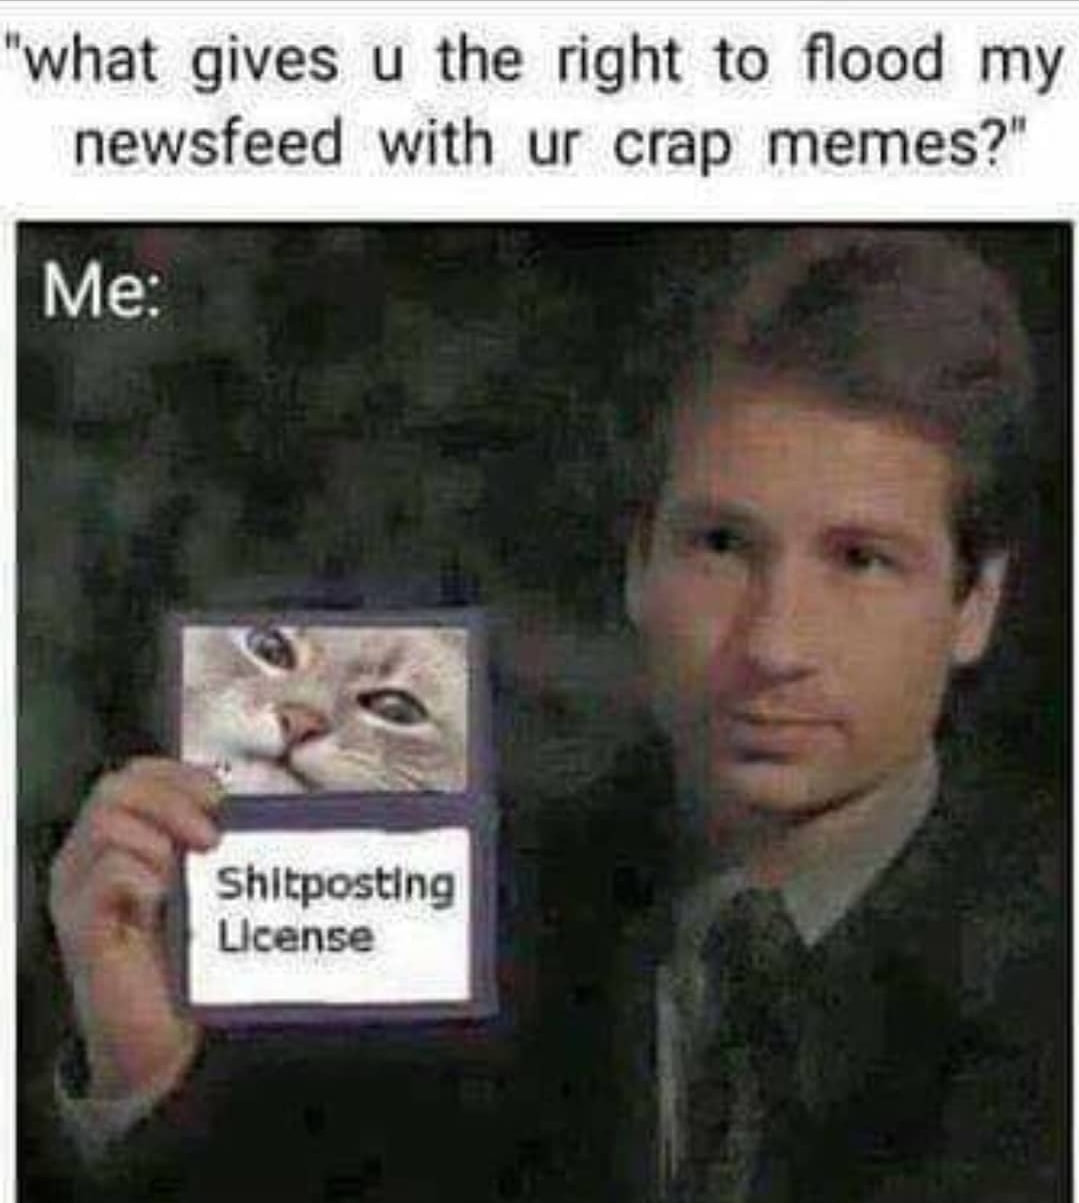 "what gives u the right to flood my
newsfeed with ur crap memes?"
Me:
Shitposting
License